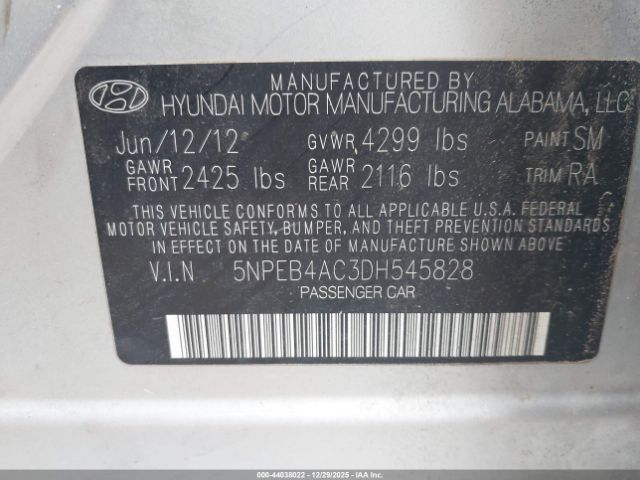 MANUFACTURED BY
HYUNDAI MOTOR MANUFACTURING ALABAMA, LLC
Jun/12/12 GVWR 4299 lbs PAINT SM
GAWR FRONT 2425 lbs GAWR REAR 2116 lbs TRIM RA
THIS VEHICLE CONFORMS TO ALL APPLICABLE U.S.A. FEDERAL
MOTOR VEHICLE SAFETY, BUMPER, AND THEFT PREVENTION STANDARDS
IN EFFECT ON THE DATE OF MANUFACTURE SHOWN ABOVE.
V.I.N 5NPEB4AC3DH545828
PASSENGER CAR
000-44038022 - 12/29/2025 - IAA